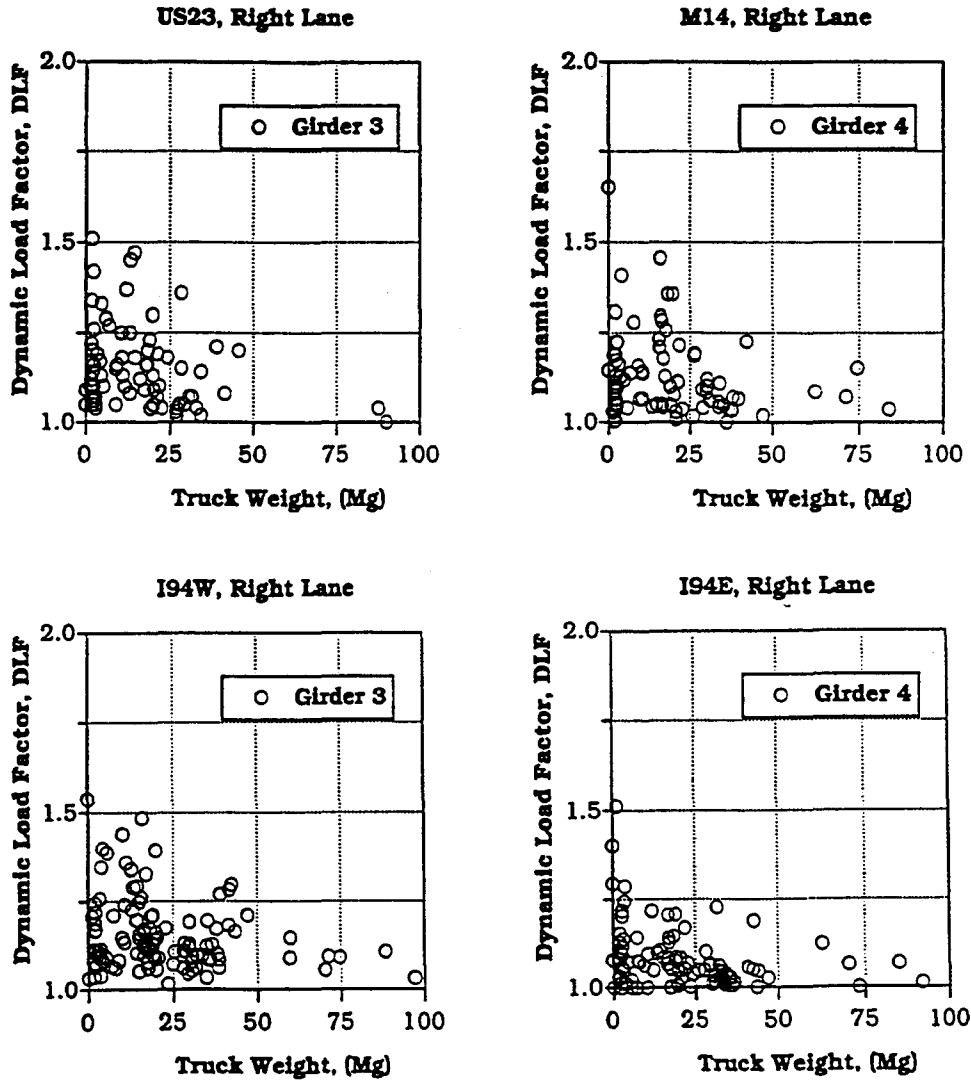 US23, Right Lane
Dynamic Load Factor, DLF
2.0
1.5
1.0
Girder 3
0 25 50 75 100
Truck Weight, (Mg)
M14, Right Lane
Dynamic Load Factor, DLF
2.0
1.5
1.0
Girder 4
0 25 50 75 100
Truck Weight, (Mg)
I94W, Right Lane
Dynamic Load Factor, DLF
2.0
1.5
1.0
Girder 3
0 25 50 75 100
Truck Weight, (Mg)
I94E, Right Lane
Dynamic Load Factor, DLF
2.0
1.5
1.0
Girder 4
0 25 50 75 100
Truck Weight, (Mg)